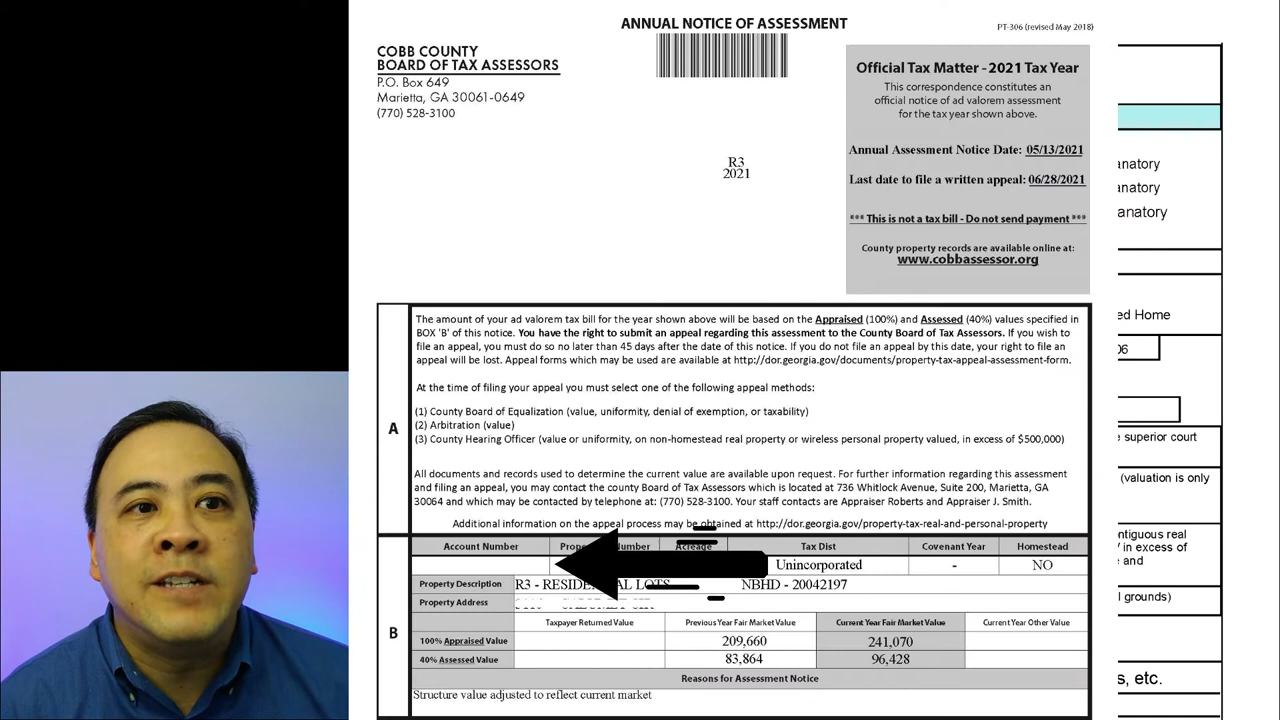 ANNUAL NOTICE OF ASSESSMENT
PT-306 (revised May 2018)
COBB COUNTY
BOARD OF TAX ASSESSORS
P.O. Box 649
Marietta, GA 30061-0649
(770) 528-3100
R3
2021
Official Tax Matter - 2021 Tax Year
This correspondence constitutes an
official notice of ad valorem assessment
for the tax year shown above.
Annual Assessment Notice Date: 05/13/2021
Last date to file a written appeal: 06/28/2021
*** This is not a tax bill - Do not send payment ***
County property records are available online at:
www.cobbassessor.org
A
The amount of your ad valorem tax bill for the year shown above will be based on the Appraised (100%) and Assessed (40%) values specified in
BOX 'B' of this notice. You have the right to submit an appeal regarding this assessment to the County Board of Tax Assessors. If you wish to
file an appeal, you must do so no later than 45 days after the date of this notice. If you do not file an appeal by this date, your right to file an
appeal will be lost. Appeal forms which may be used are available at http://dor.georgia.gov/documents/property-tax-appeal-assessment-form.
At the time of filing your appeal you must select one of the following appeal methods:
(1) County Board of Equalization (value, uniformity, denial of exemption, or taxability)
(2) Arbitration (value)
(3) County Hearing Officer (value or uniformity, on non-homestead real property or wireless personal property valued, in excess of $500,000)
All documents and records used to determine the current value are available upon request. For further information regarding this assessment
and filing an appeal, you may contact the county Board of Tax Assessors which is located at 736 Whitlock Avenue, Suite 200, Marietta, GA
30064 and which may be contacted by telephone at: (770) 528-3100. Your staff contacts are Appraiser Roberts and Appraiser J. Smith.
Additional information on the appeal process may be obtained at http://dor.georgia.gov/property-tax-real-and-personal-property
B
Account Number Number Acreage Tax Dist Covenant Year Homestead
Unincorporated - NO
Property Description R3 - RESIDENTIAL LOTS NBHD - 20042197
Property Address
Taxpayer Returned Value Previous Year Fair Market Value Current Year Fair Market Value Current Year Other Value
100% Appraised Value 209,660 241,070
40% Assessed Value 83,864 96,428
Reasons for Assessment Notice
Structure value adjusted to reflect current market
anatory
anatory
anatory
ed Home
06
e superior court
(valuation is only
ntiguous real
in excess of
and
l grounds)
s, etc.